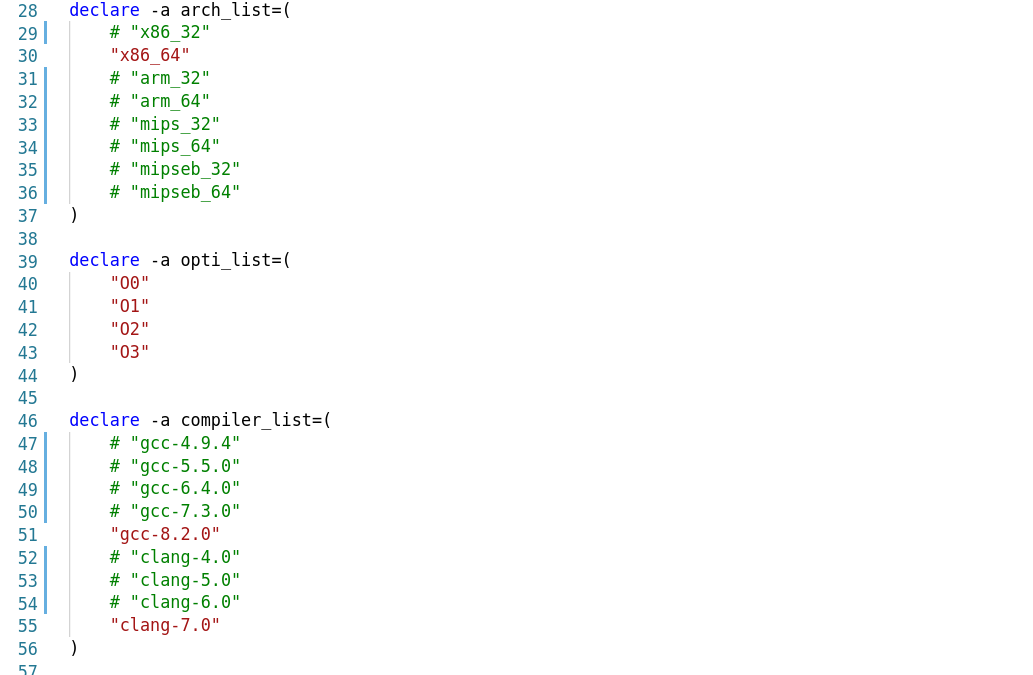 28 declare -a arch_list=(
29     # "x86_32"
30     "x86_64"
31     # "arm_32"
32     # "arm_64"
33     # "mips_32"
34     # "mips_64"
35     # "mipseb_32"
36     # "mipseb_64"
37 )
38
39 declare -a opti_list=(
40     "O0"
41     "O1"
42     "O2"
43     "O3"
44 )
45
46 declare -a compiler_list=(
47     # "gcc-4.9.4"
48     # "gcc-5.5.0"
49     # "gcc-6.4.0"
50     # "gcc-7.3.0"
51     "gcc-8.2.0"
52     # "clang-4.0"
53     # "clang-5.0"
54     # "clang-6.0"
55     "clang-7.0"
56 )
57